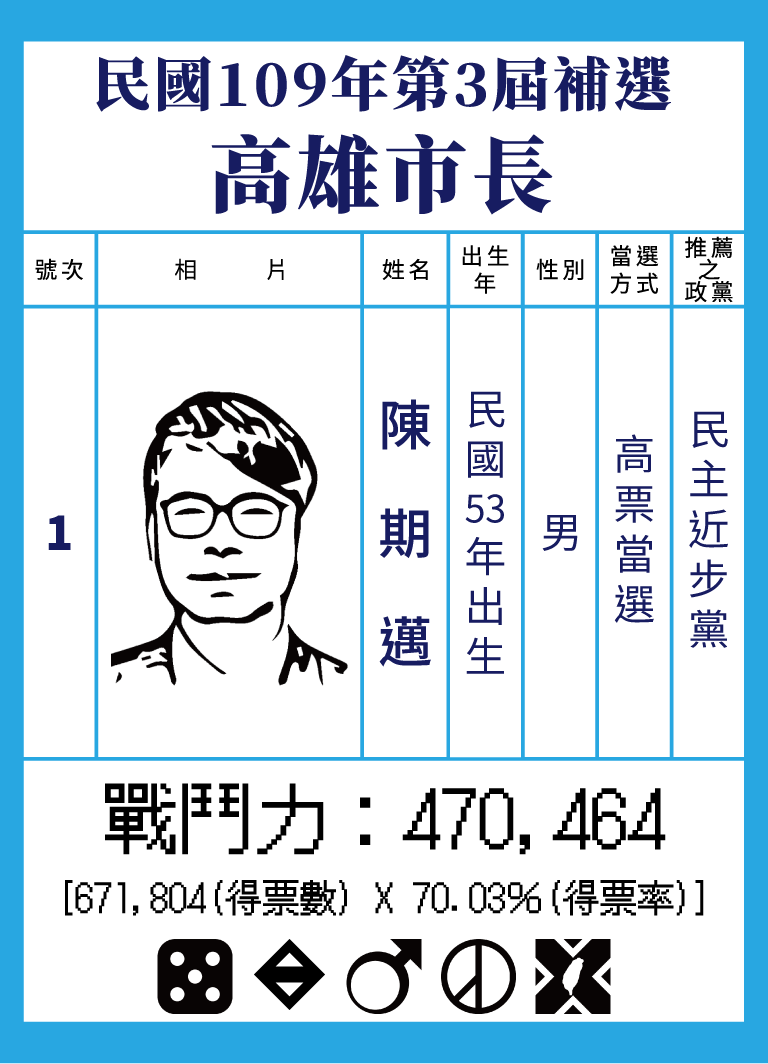 民國109年第3屆補選
高雄市長
號次
相片
姓名
出生
年
性別
當選
方式
推薦
之
政黨
1
陳期邁
民國53年出生
男
高票當選
民主近步黨
戰鬥力：470,464
[671,804(得票數) X 70.03%(得票率)]